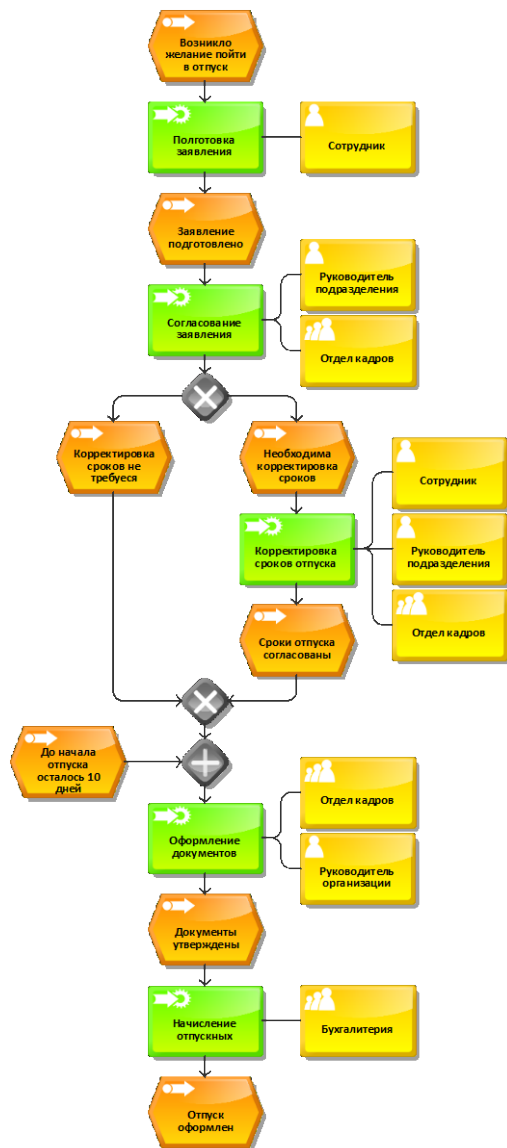 Возникло
желание пойти
в отпуск
Полготовка
заявления
Сотрудник
Заявление
подготовлено
Согласование
заявления
Руководитель
подразделения
Отдел кадров
Корректировка
сроков не
требуеся
Необходима
корректировка
сроков
Корректировка
сроков отпуска
Сотрудник
Руководитель
подразделения
Отдел кадров
Сроки отпуска
согласованы
До начала
отпуска
осталось 10
дней
Оформление
документов
Отдел кадров
Руководитель
организации
Документы
утверждены
Начисление
отпускных
Бухгалтерия
Отпуск
оформлен